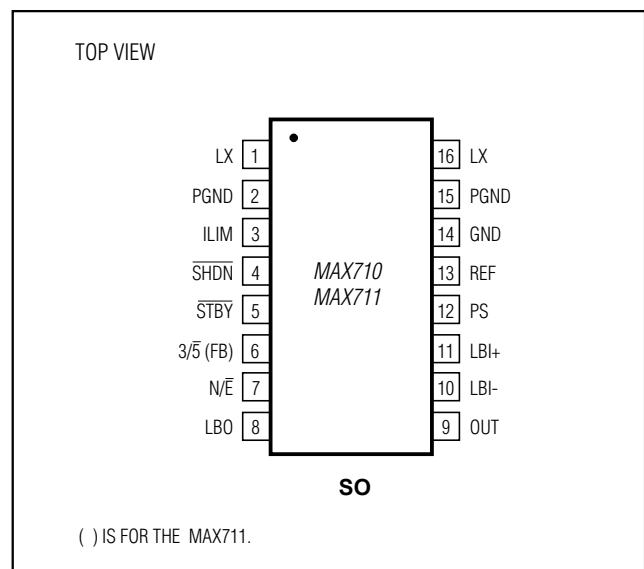 TOP VIEW
LX 1
PGND 2
ILIM 3
S̅H̅D̅N̅ 4
S̅T̅B̅Y̅ 5
3/5̅ (FB) 6
N/E̅ 7
LBO 8
MAX710
MAX711
16 LX
15 PGND
14 GND
13 REF
12 PS
11 LBI+
10 LBI-
9 OUT
SO
( ) IS FOR THE MAX711.